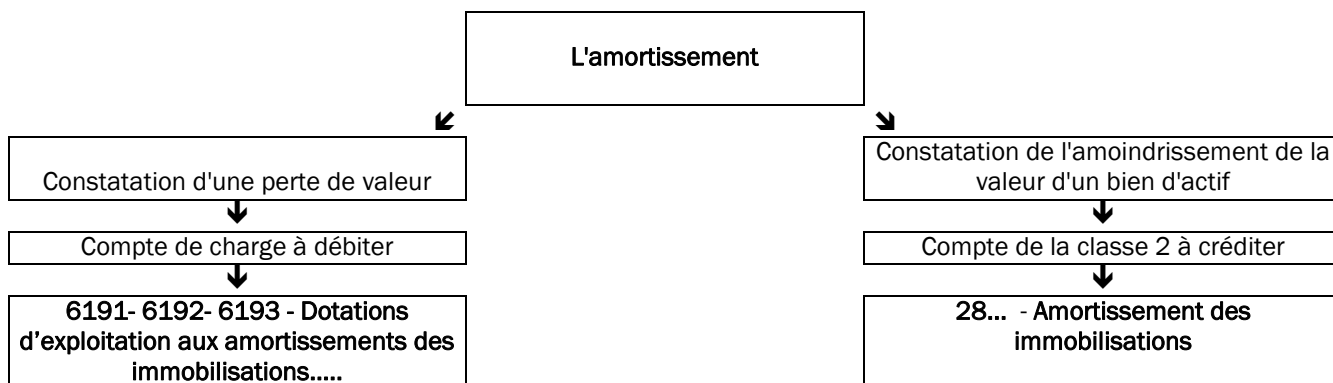 L'amortissement
Constatation d'une perte de valeur
Compte de charge à débiter
6191- 6192- 6193 - Dotations
d’exploitation aux amortissements des
immobilisations.....
Constatation de l'amoindrissement de la
valeur d'un bien d'actif
Compte de la classe 2 à créditer
28... - Amortissement des
immobilisations